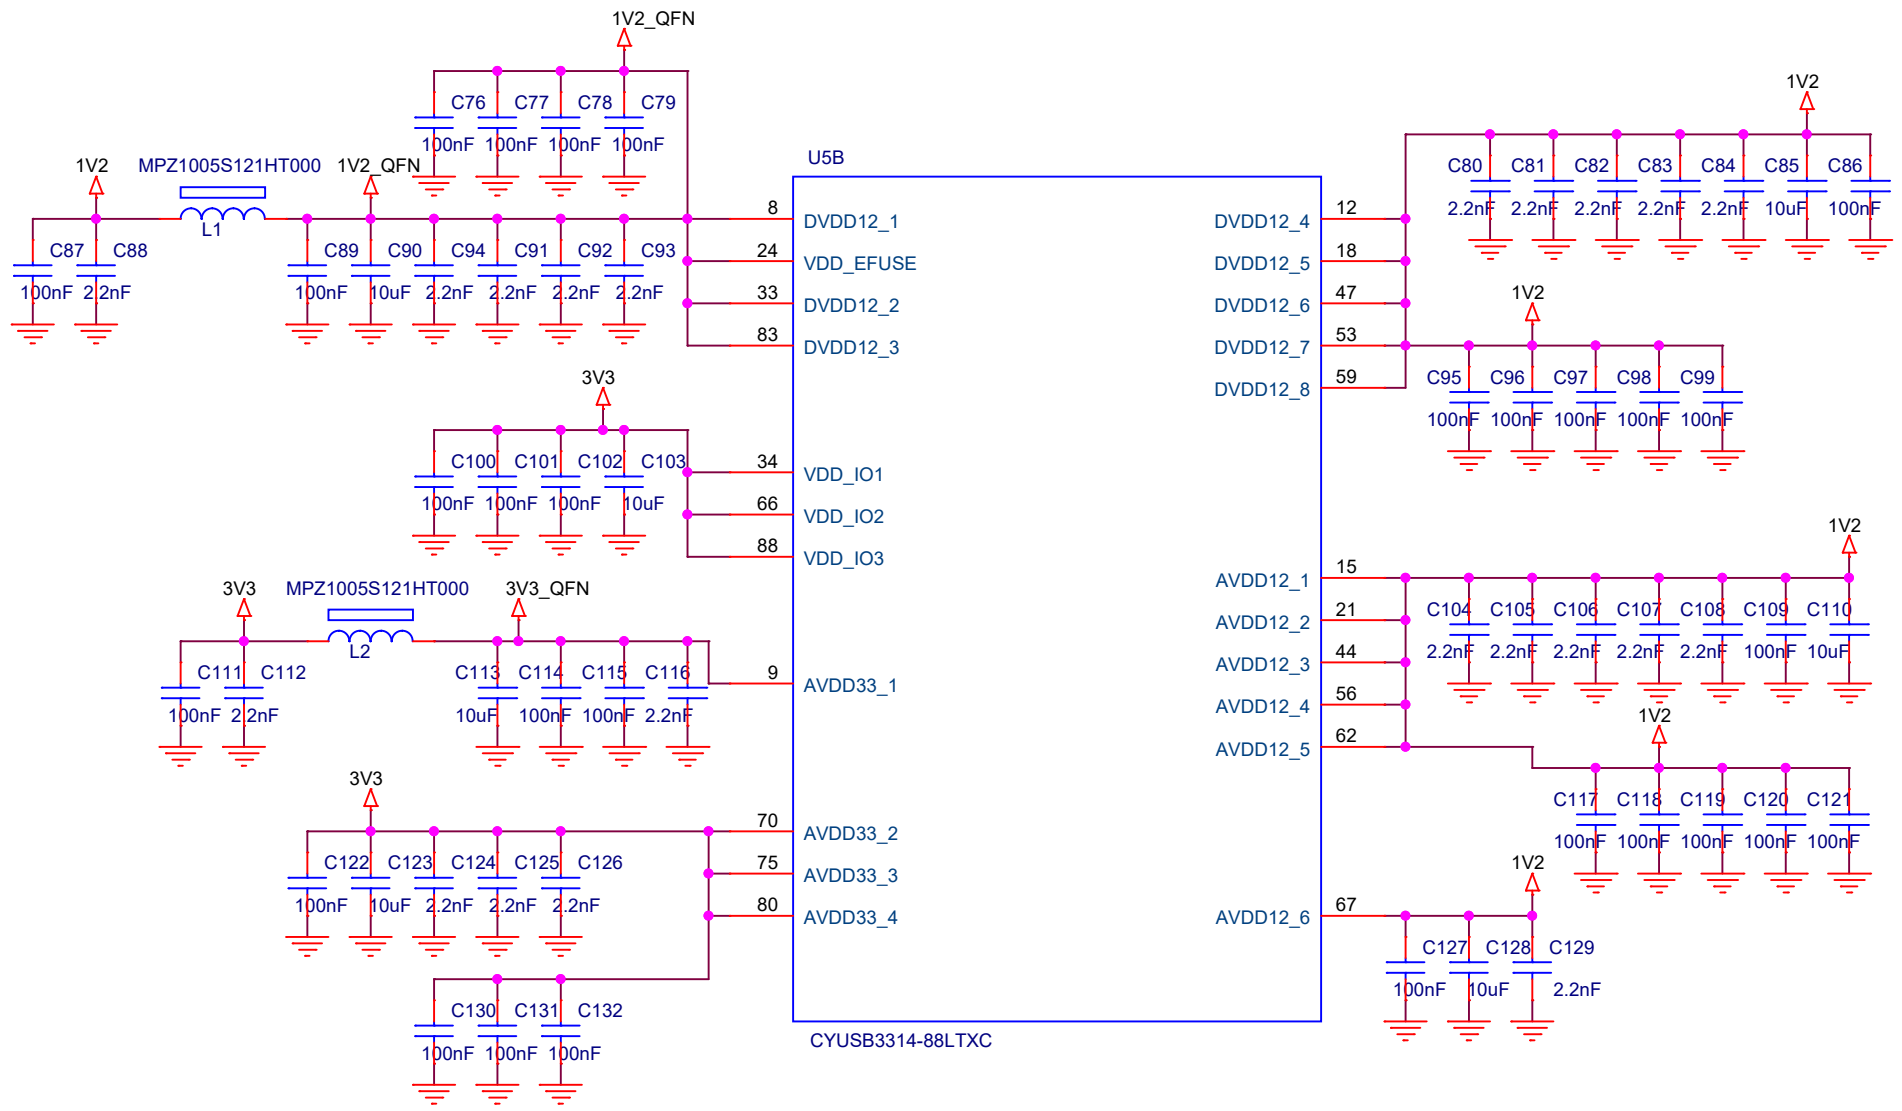 1V2_QFN
C76 C77 C78 C79
100nF 100nF 100nF 100nF
1V2
MPZ1005S121HT000
1V2_QFN
L1
C87 C88
100nF 2.2nF
C89 C90 C94 C91 C92 C93
100nF 10uF 2.2nF 2.2nF 2.2nF 2.2nF
3V3
C100 C101 C102 C103
100nF 100nF 100nF 10uF
3V3
MPZ1005S121HT000
3V3_QFN
L2
C111 C112
100nF 2.2nF
C113 C114 C115 C116
10uF 100nF 100nF 2.2nF
3V3
C122 C123 C124 C125 C126
100nF 10uF 2.2nF 2.2nF 2.2nF
C130 C131 C132
100nF 100nF 100nF
U5B
8 DVDD12_1
24 VDD_EFUSE
33 DVDD12_2
83 DVDD12_3
34 VDD_IO1
66 VDD_IO2
88 VDD_IO3
9 AVDD33_1
70 AVDD33_2
75 AVDD33_3
80 AVDD33_4
DVDD12_4 12
DVDD12_5 18
DVDD12_6 47
DVDD12_7 53
DVDD12_8 59
AVDD12_1 15
AVDD12_2 21
AVDD12_3 44
AVDD12_4 56
AVDD12_5 62
AVDD12_6 67
CYUSB3314-88LTXC
1V2
C80 C81 C82 C83 C84 C85 C86
2.2nF 2.2nF 2.2nF 2.2nF 2.2nF 10uF 100nF
1V2
C95 C96 C97 C98 C99
100nF 100nF 100nF 100nF 100nF
1V2
C104 C105 C106 C107 C108 C109 C110
2.2nF 2.2nF 2.2nF 2.2nF 2.2nF 100nF 10uF
1V2
C117 C118 C119 C120 C121
100nF 100nF 100nF 100nF 100nF
1V2
C127 C128 C129
100nF 10uF 2.2nF